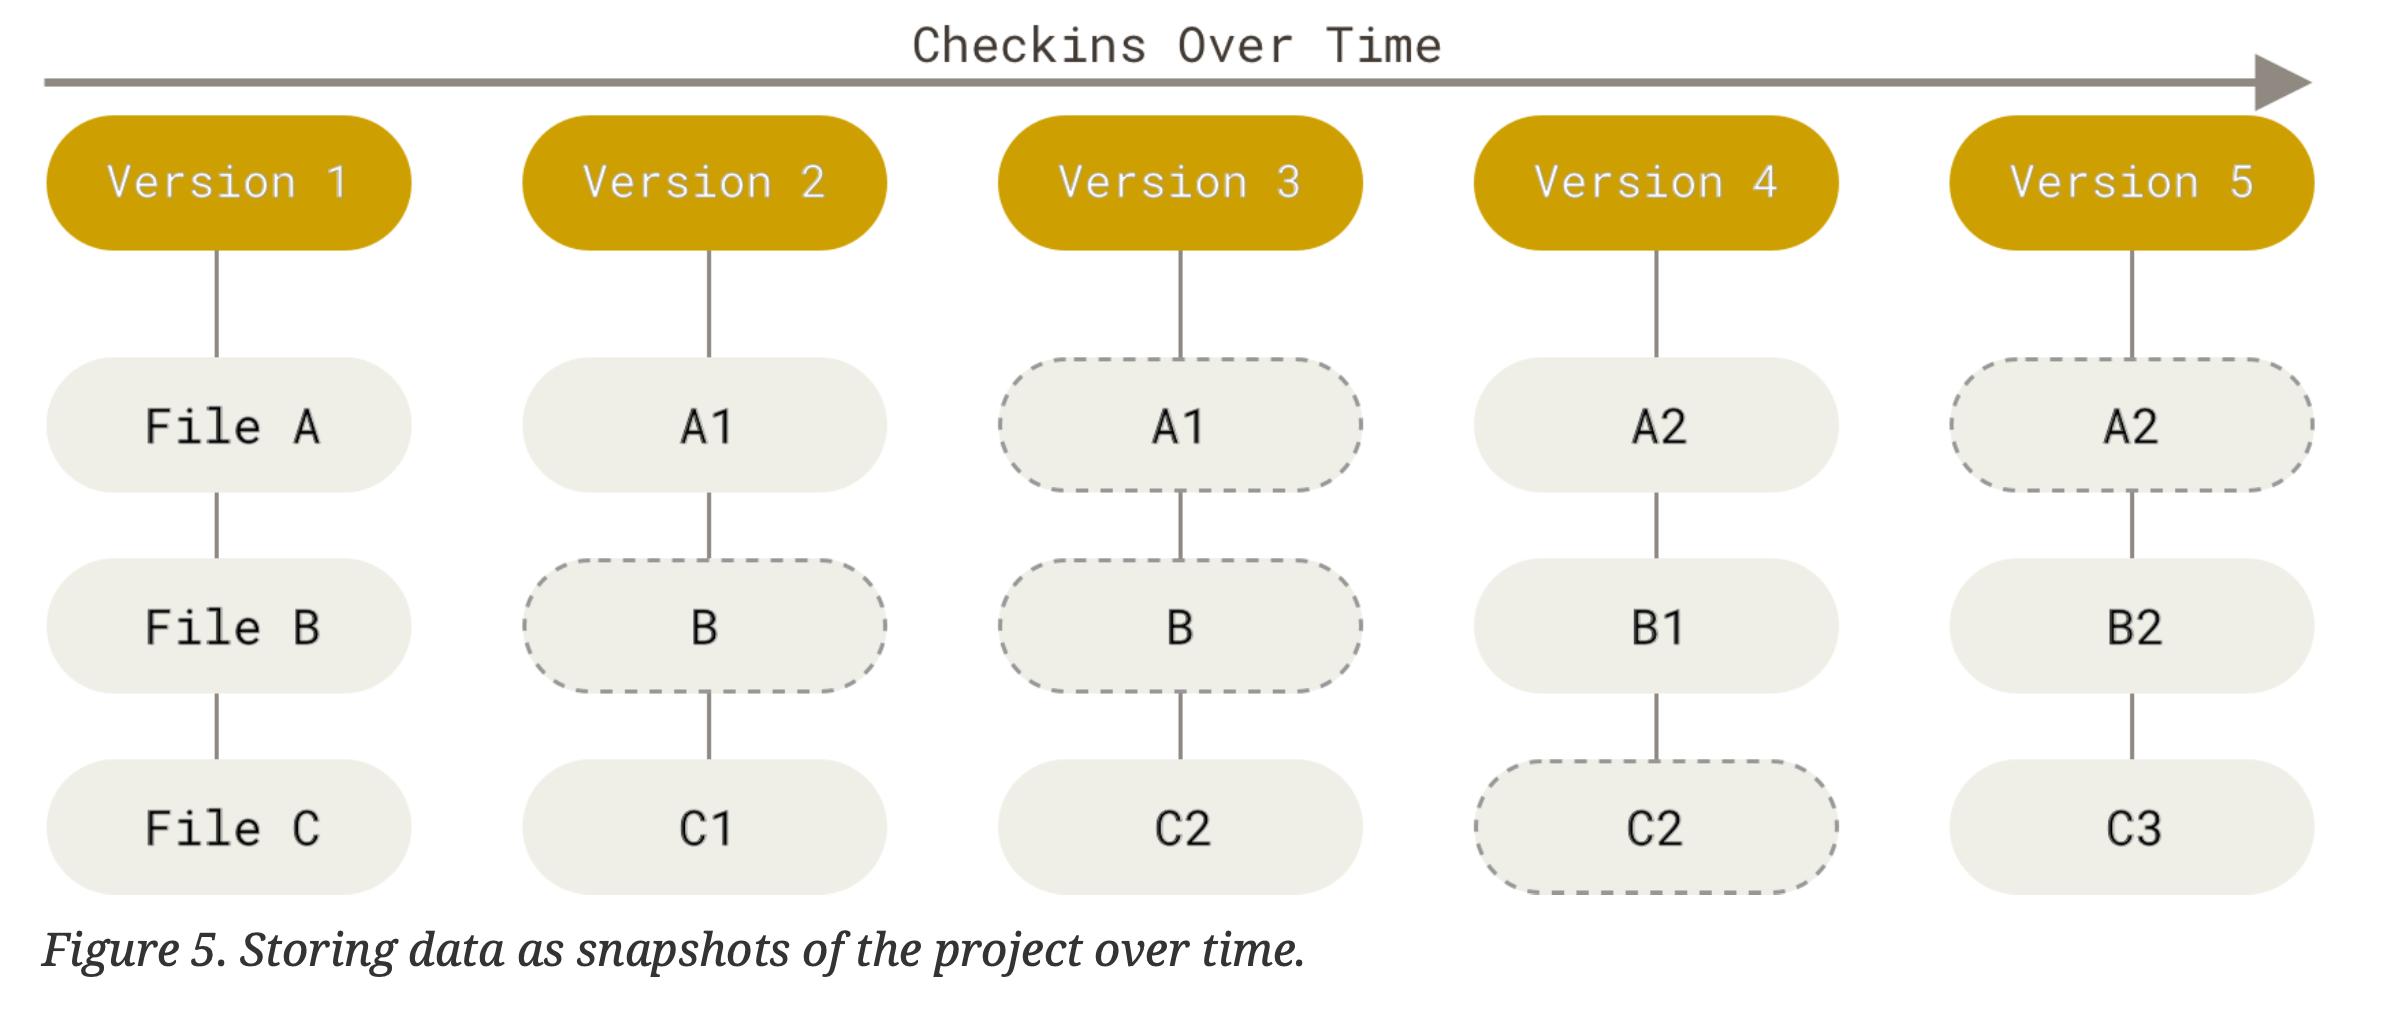 Checkins Over Time
Version 1 Version 2 Version 3 Version 4 Version 5
File A A1 A1 A2 A2
File B B B B1 B2
File C C1 C2 C2 C3
Figure 5. Storing data as snapshots of the project over time.